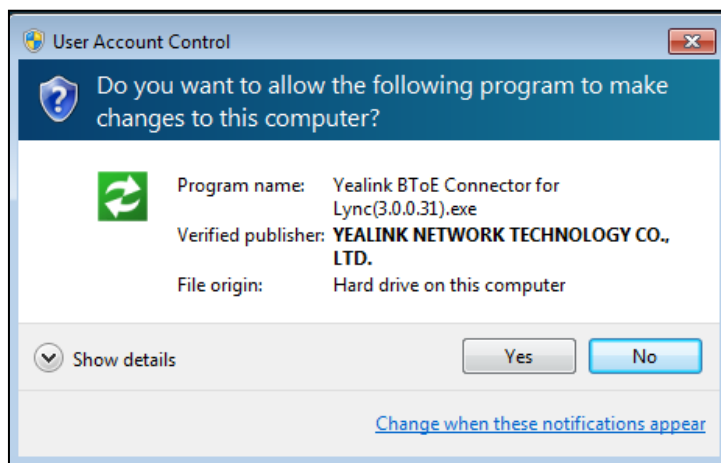 User Account Control
Do you want to allow the following program to make
changes to this computer?
Program name: Yealink BToE Connector for
Lync(3.0.0.31).exe
Verified publisher: YEALINK NETWORK TECHNOLOGY CO.,
LTD.
File origin: Hard drive on this computer
Show details Yes No
Change when these notifications appear